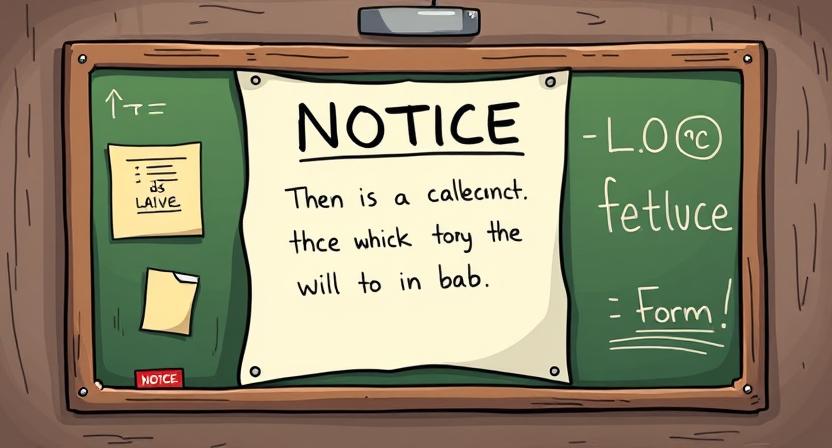 ↑T=
LAIVE
NOTICE
NOTICE
Then is a callecinct.
thce whick tory the
will to in bab.
-L.O ℃
fetluce
= Form!